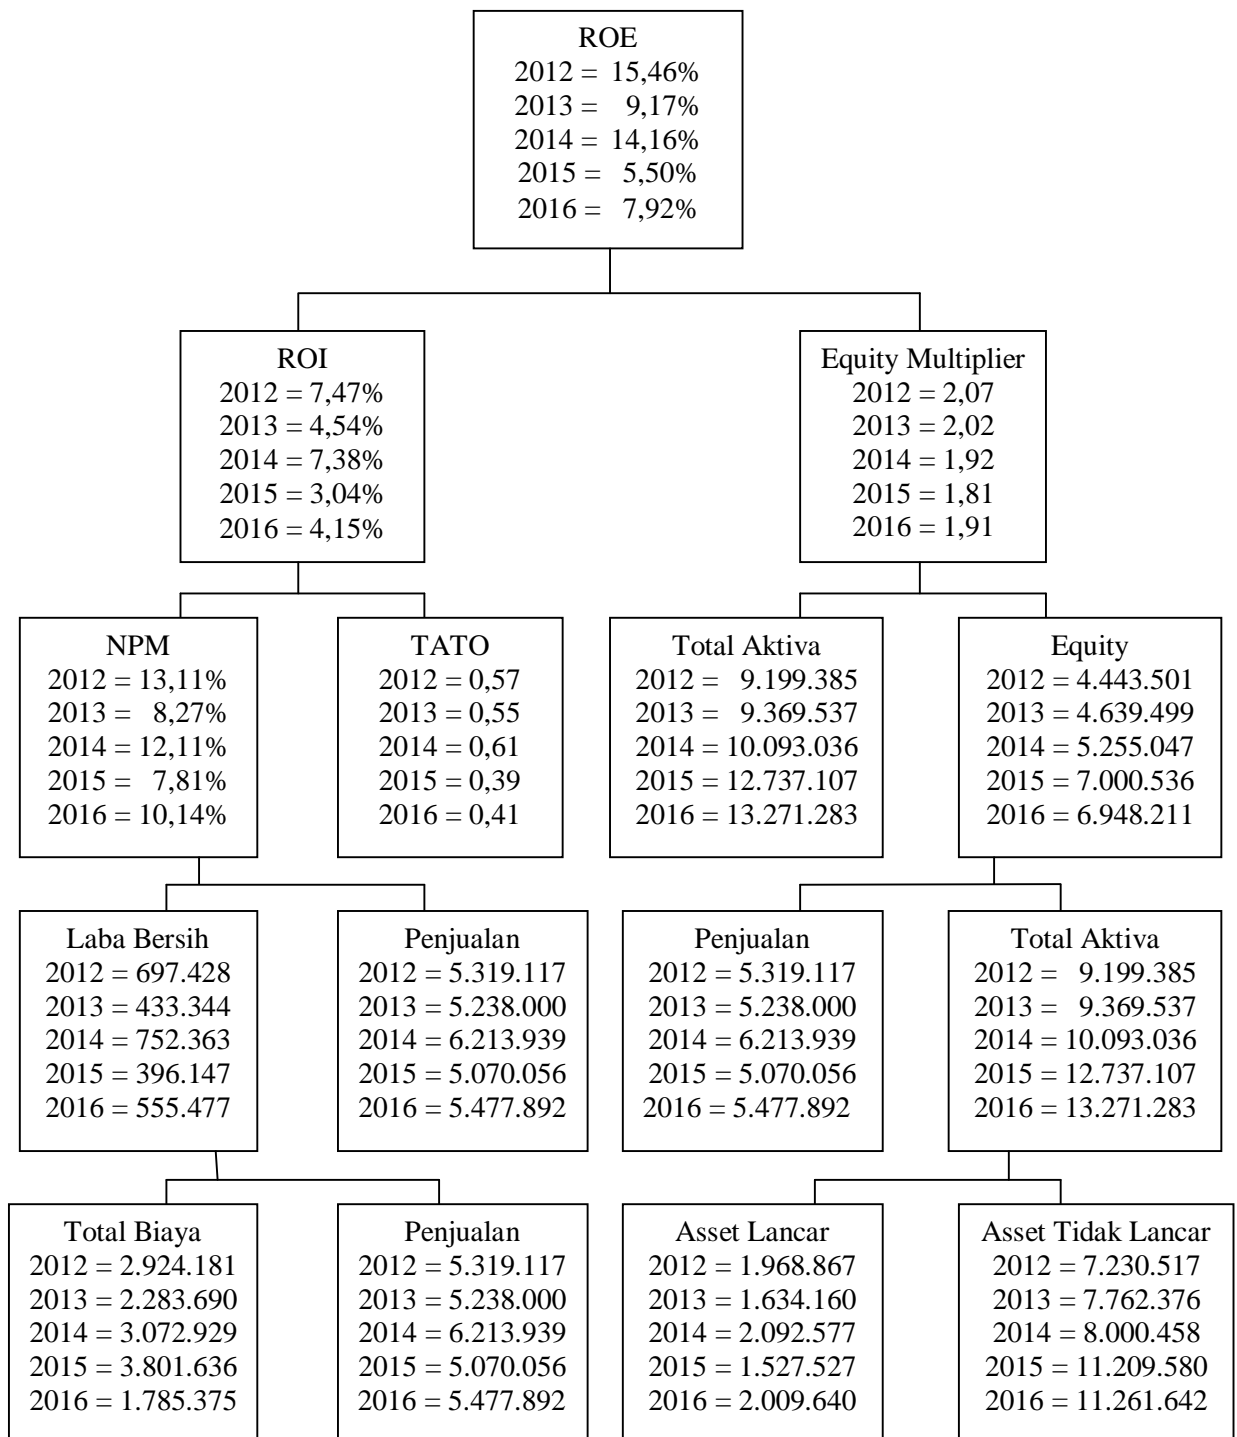 ROE
2012 = 15,46%
2013 = 9,17%
2014 = 14,16%
2015 = 5,50%
2016 = 7,92%
ROI
2012 = 7,47%
2013 = 4,54%
2014 = 7,38%
2015 = 3,04%
2016 = 4,15%
Equity Multiplier
2012 = 2,07
2013 = 2,02
2014 = 1,92
2015 = 1,81
2016 = 1,91
NPM
2012 = 13,11%
2013 = 8,27%
2014 = 12,11%
2015 = 7,81%
2016 = 10,14%
TATO
2012 = 0,57
2013 = 0,55
2014 = 0,61
2015 = 0,39
2016 = 0,41
Total Aktiva
2012 = 9.199.385
2013 = 9.369.537
2014 = 10.093.036
2015 = 12.737.107
2016 = 13.271.283
Equity
2012 = 4.443.501
2013 = 4.639.499
2014 = 5.255.047
2015 = 7.000.536
2016 = 6.948.211
Laba Bersih
2012 = 697.428
2013 = 433.344
2014 = 752.363
2015 = 396.147
2016 = 555.477
Penjualan
2012 = 5.319.117
2013 = 5.238.000
2014 = 6.213.939
2015 = 5.070.056
2016 = 5.477.892
Penjualan
2012 = 5.319.117
2013 = 5.238.000
2014 = 6.213.939
2015 = 5.070.056
2016 = 5.477.892
Total Aktiva
2012 = 9.199.385
2013 = 9.369.537
2014 = 10.093.036
2015 = 12.737.107
2016 = 13.271.283
Total Biaya
2012 = 2.924.181
2013 = 2.283.690
2014 = 3.072.929
2015 = 3.801.636
2016 = 1.785.375
Penjualan
2012 = 5.319.117
2013 = 5.238.000
2014 = 6.213.939
2015 = 5.070.056
2016 = 5.477.892
Asset Lancar
2012 = 1.968.867
2013 = 1.634.160
2014 = 2.092.577
2015 = 1.527.527
2016 = 2.009.640
Asset Tidak Lancar
2012 = 7.230.517
2013 = 7.762.376
2014 = 8.000.458
2015 = 11.209.580
2016 = 11.261.642